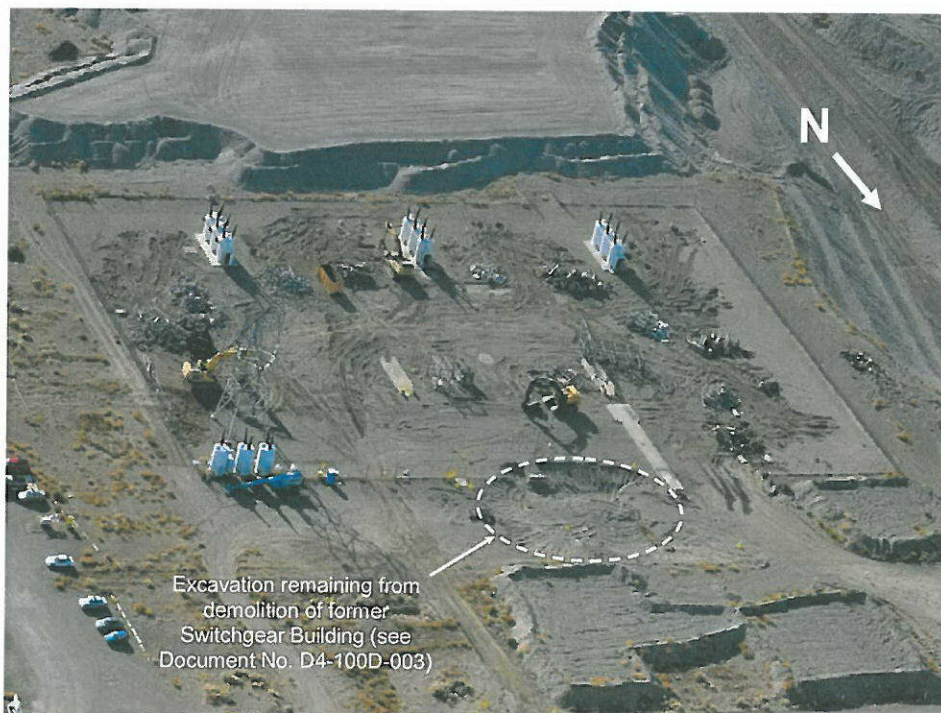 N
Excavation remaining from
demolition of former
Switchgear Building (see
Document No. D4-100D-003)